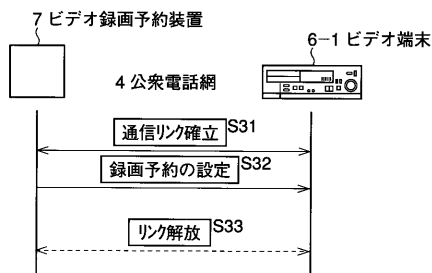 7 ビデオ録画予約装置
6-1 ビデオ端末
4 公衆電話網
通信リンク確立 S31
録画予約の設定 S32
リンク解放 S33